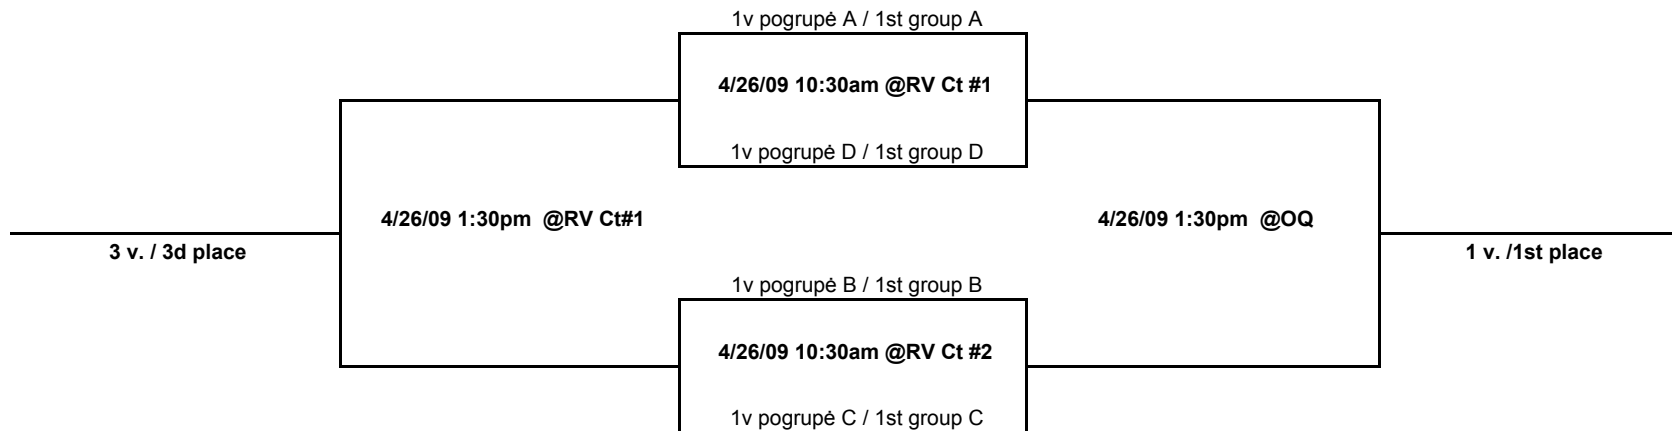 1v pogrupė A / 1st group A
4/26/09 10:30am @RV Ct #1
1v pogrupė D / 1st group D
4/26/09 1:30pm  @RV Ct#1
4/26/09 1:30pm  @OQ
3 v. / 3d place
1 v. /1st place
1v pogrupė B / 1st group B
4/26/09 10:30am @RV Ct #2
1v pogrupė C / 1st group C